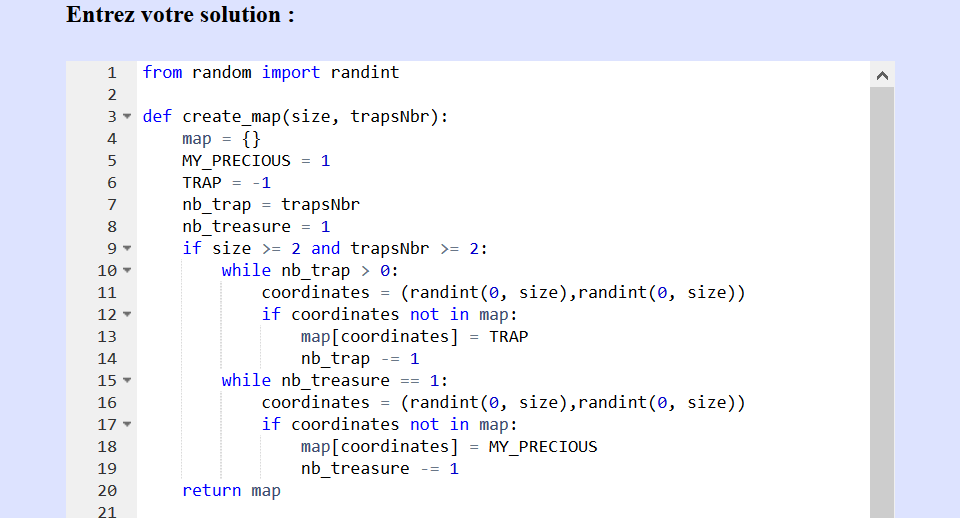 Entrez votre solution :
1 from random import randint
2
3 def create_map(size, trapsNbr):
4     map = {}
5     MY_PRECIOUS = 1
6     TRAP = -1
7     nb_trap = trapsNbr
8     nb_treasure = 1
9     if size >= 2 and trapsNbr >= 2:
10         while nb_trap > 0:
11             coordinates = (randint(0, size),randint(0, size))
12             if coordinates not in map:
13                 map[coordinates] = TRAP
14                 nb_trap -= 1
15         while nb_treasure == 1:
16             coordinates = (randint(0, size),randint(0, size))
17             if coordinates not in map:
18                 map[coordinates] = MY_PRECIOUS
19                 nb_treasure -= 1
20     return map
21